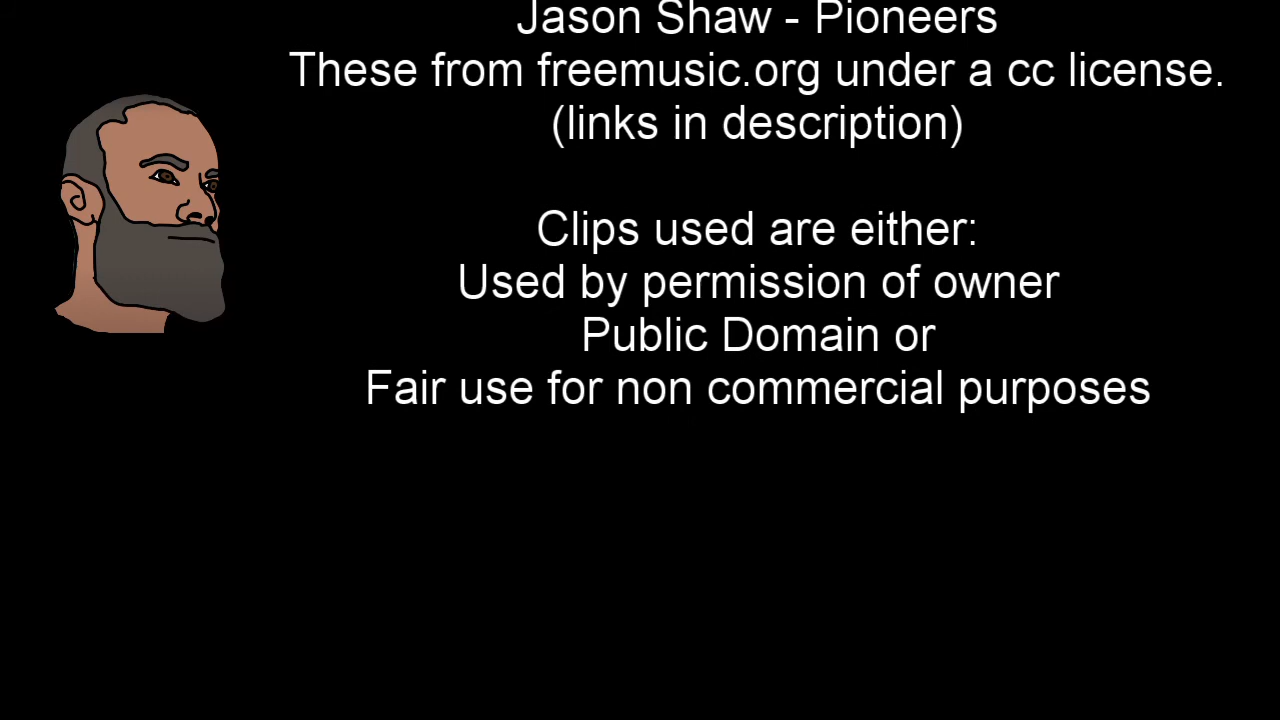 Jason Shaw - Pioneers
These from freemusic.org under a cc license.
(links in description)
Clips used are either:
Used by permission of owner
Public Domain or
Fair use for non commercial purposes